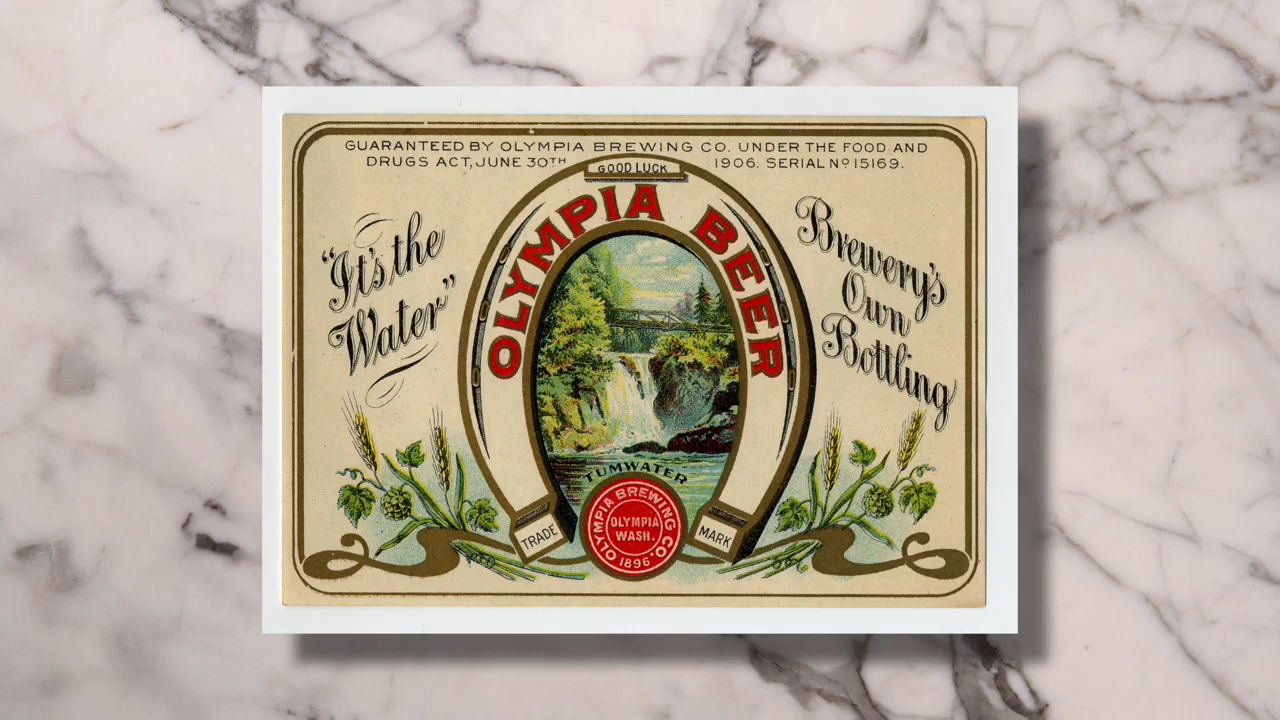 GUARANTEED BY OLYMPIA BREWING CO. UNDER THE FOOD AND
DRUGS ACT, JUNE 30TH 1906. SERIAL Nº 15169.
GOOD LUCK
OLYMPIA BEER
"It's the
Water"
Brewery's
Own
Bottling
TUMWATER
TRADE
MARK
OLYMPIA BREWING CO.
OLYMPIA
WASH.
1896